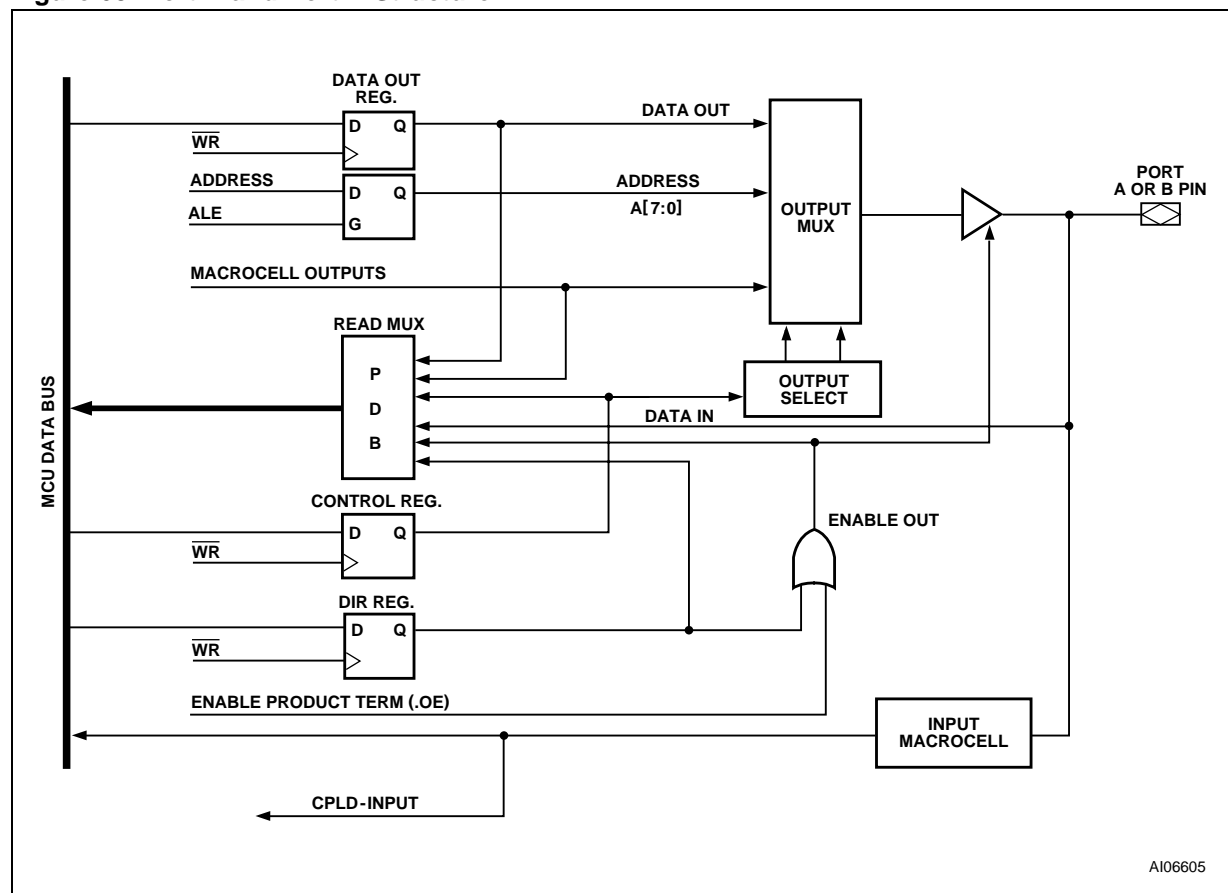 DATA OUT
REG.
D Q
WR
DATA OUT
ADDRESS
ALE
D Q
G
ADDRESS
A[7:0]
OUTPUT
MUX
PORT
A OR B PIN
MACROCELL OUTPUTS
READ MUX
P
D
B
OUTPUT
SELECT
DATA IN
MCU DATA BUS
CONTROL REG.
D Q
WR
ENABLE OUT
DIR REG.
D Q
WR
ENABLE PRODUCT TERM (.OE)
INPUT
MACROCELL
CPLD-INPUT
AI06605